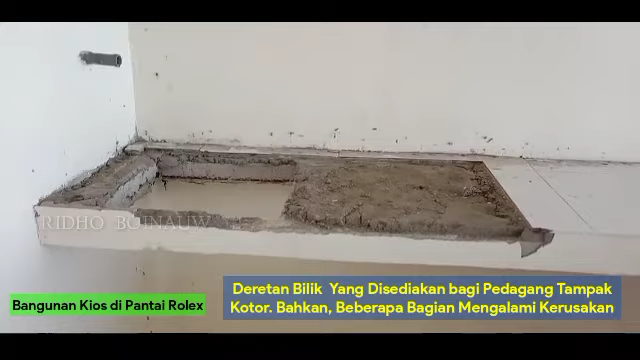 RIDHO BOINAUW
Deretan Bilik Yang Disediakan bagi Pedagang Tampak
Kotor. Bahkan, Beberapa Bagian Mengalami Kerusakan
Bangunan Kios di Pantai Rolex